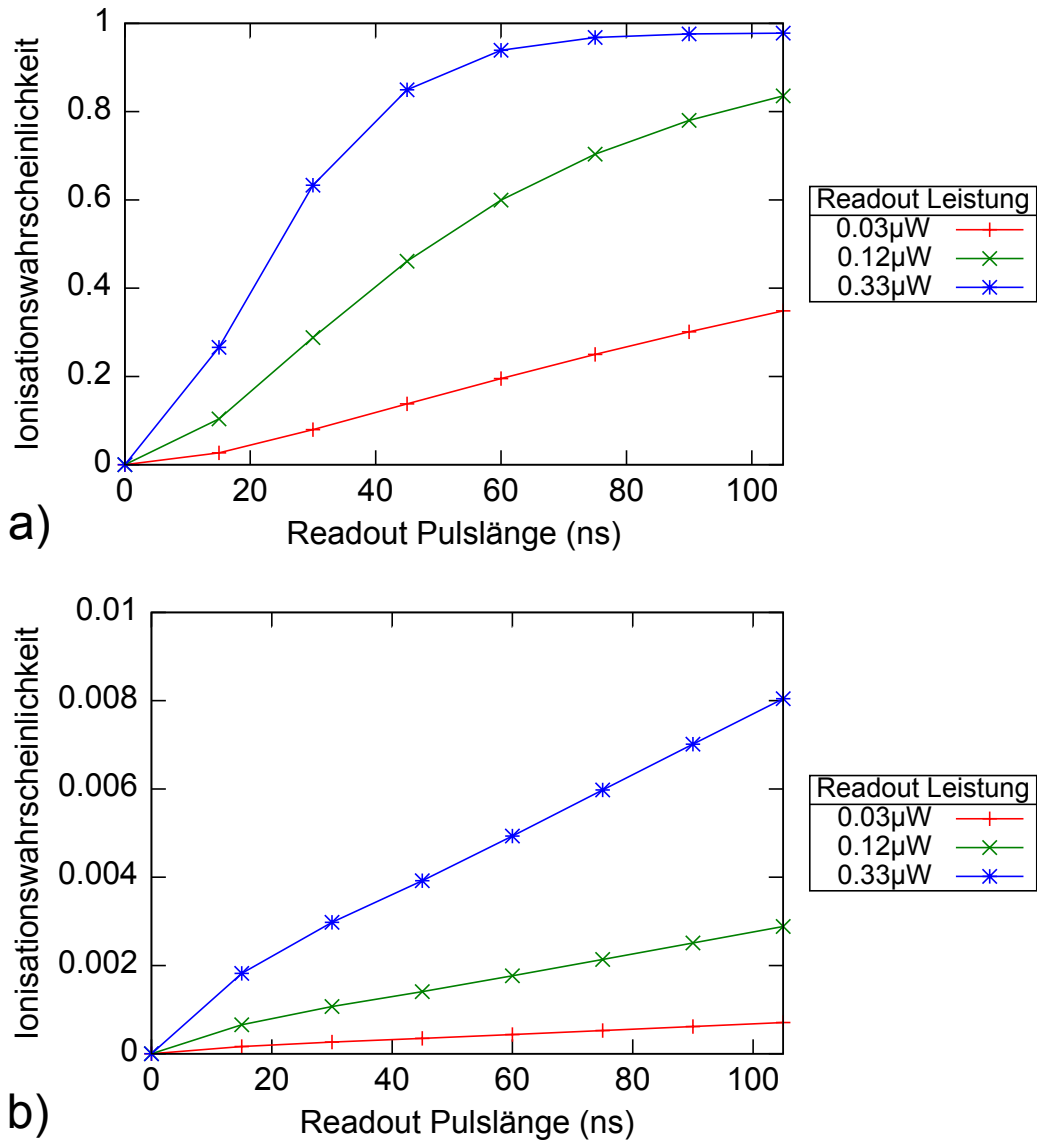 1
0.8
0.6
0.4
0.2
0
0 20 40 60 80 100
Ionisationswahrscheinlichkeit
Readout Pulslänge (ns)
a)
Readout Leistung
0.03µW
0.12µW
0.33µW
0.01
0.008
0.006
0.004
0.002
0
0 20 40 60 80 100
Ionisationswahrscheinlichkeit
Readout Pulslänge (ns)
b)
Readout Leistung
0.03µW
0.12µW
0.33µW